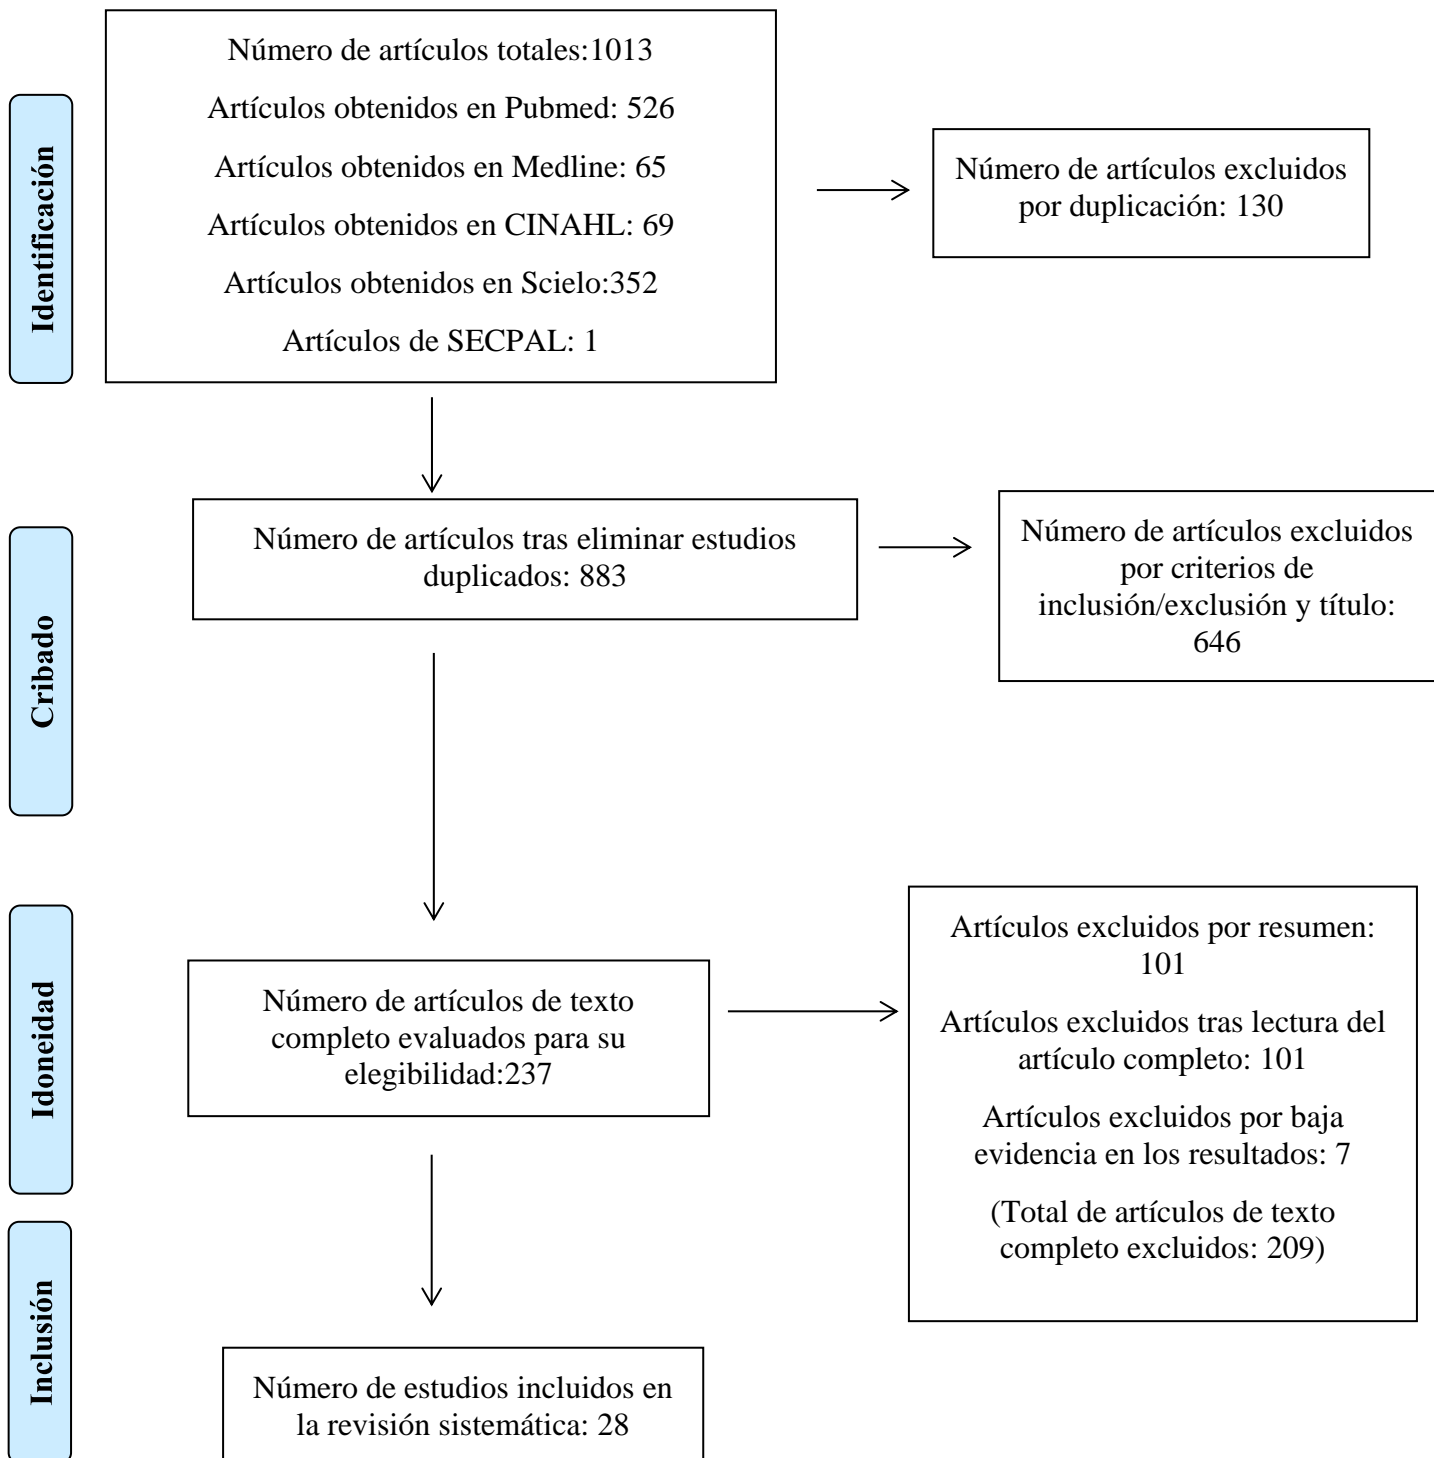 Identificación
Número de artículos totales:1013
Artículos obtenidos en Pubmed: 526
Artículos obtenidos en Medline: 65
Artículos obtenidos en CINAHL: 69
Artículos obtenidos en Scielo:352
Artículos de SECPAL: 1
Número de artículos excluidos
por duplicación: 130
Cribado
Número de artículos tras eliminar estudios
duplicados: 883
Número de artículos excluidos
por criterios de
inclusión/exclusión y título:
646
Idoneidad
Número de artículos de texto
completo evaluados para su
elegibilidad:237
Artículos excluidos por resumen:
101
Artículos excluidos tras lectura del
artículo completo: 101
Artículos excluidos por baja
evidencia en los resultados: 7
(Total de artículos de texto
completo excluidos: 209)
Inclusión
Número de estudios incluidos en
la revisión sistemática: 28